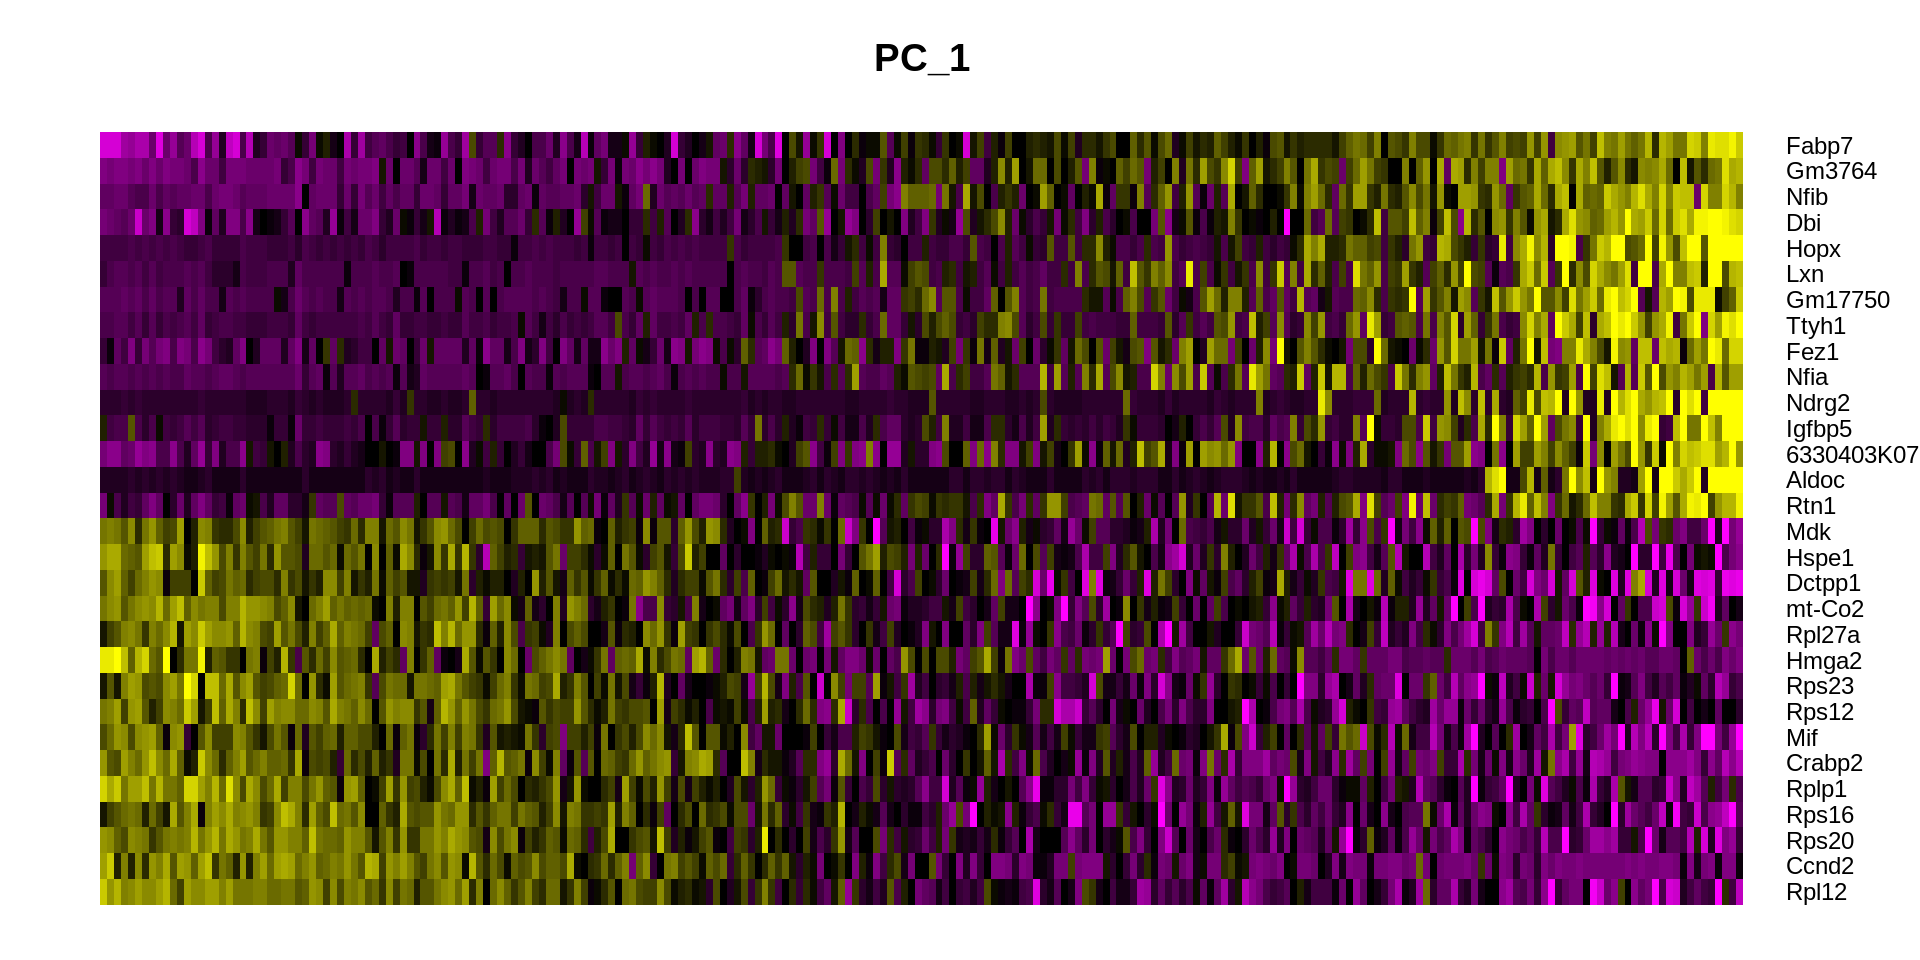 PC_1
Fabp7
Gm3764
Nfib
Dbi
Hopx
Lxn
Gm17750
Ttyh1
Fez1
Nfia
Ndrg2
Igfbp5
6330403K07
Aldoc
Rtn1
Mdk
Hspe1
Dctpp1
mt-Co2
Rpl27a
Hmga2
Rps23
Rps12
Mif
Crabp2
Rplp1
Rps16
Rps20
Ccnd2
Rpl12